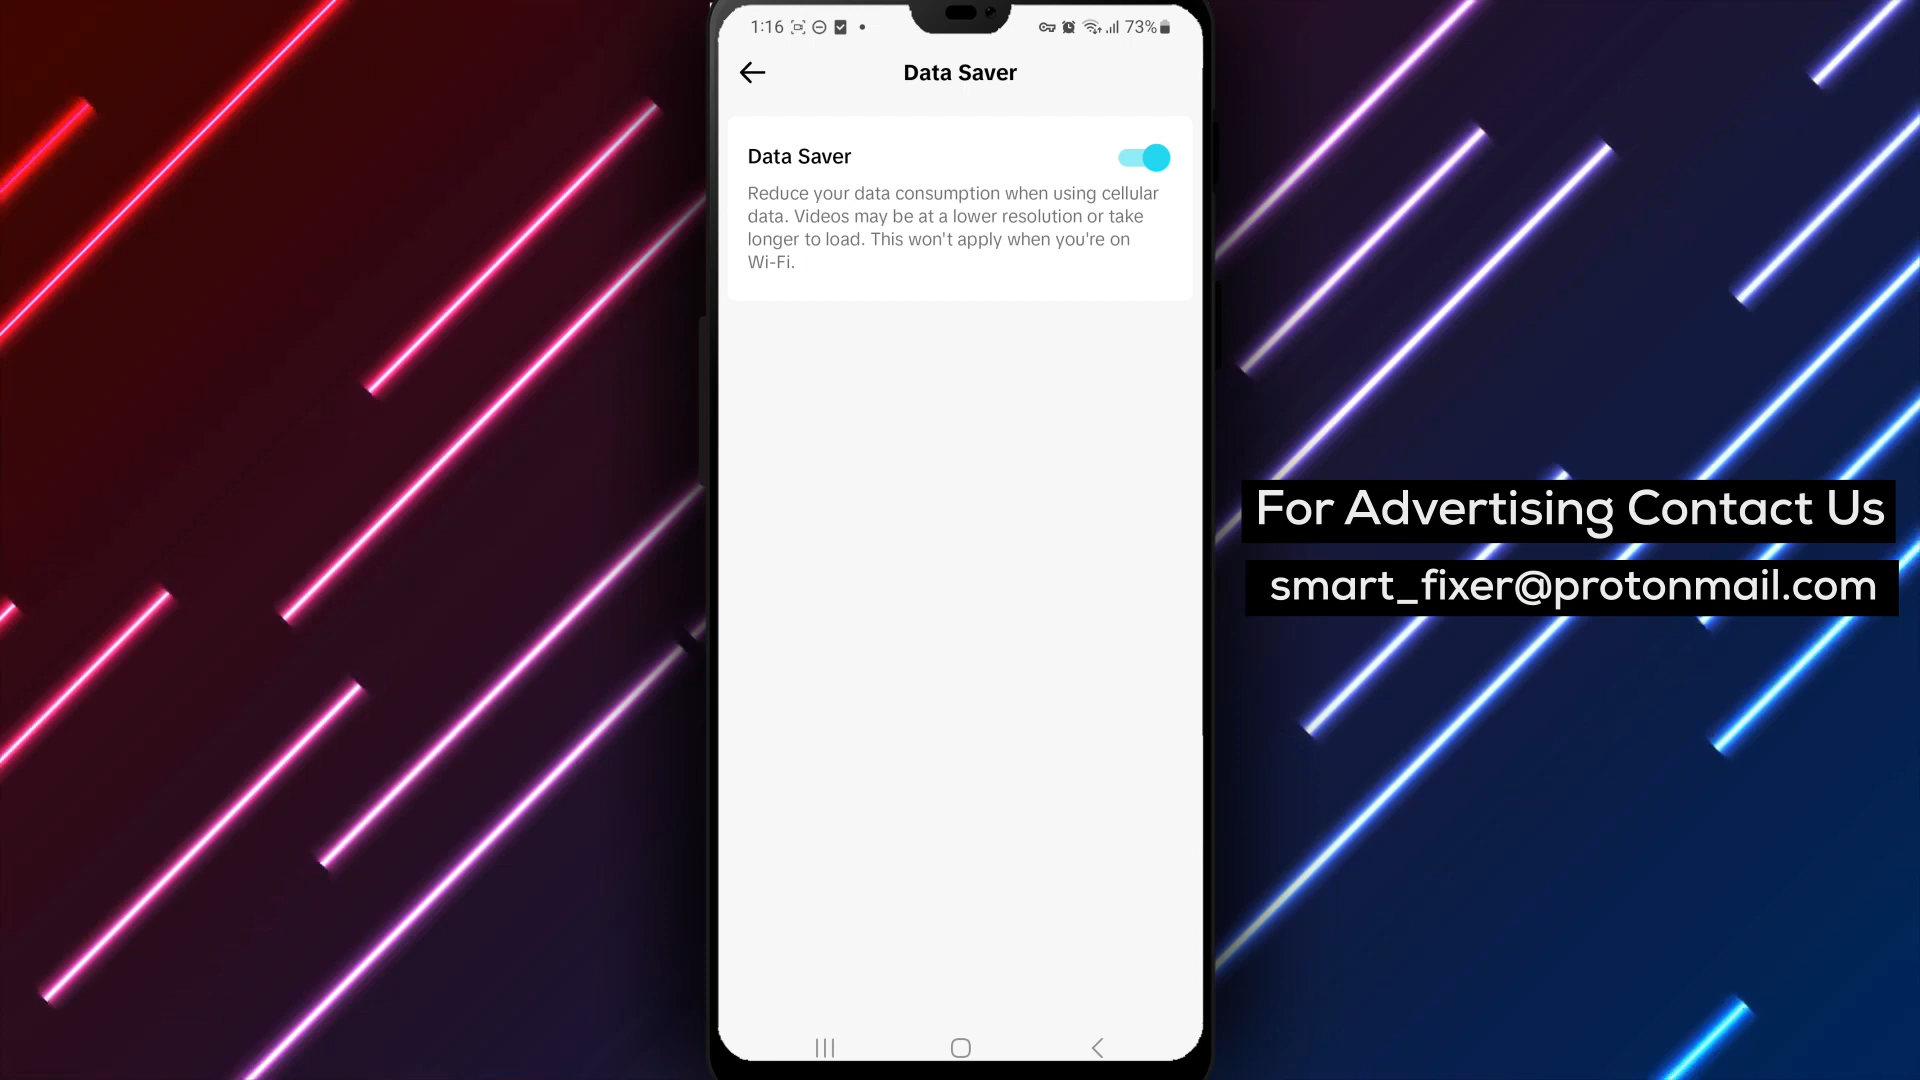 1:16
73%
Data Saver
Data Saver
Reduce your data consumption when using cellular
data. Videos may be at a lower resolution or take
longer to load. This won't apply when you're on
Wi-Fi.
For Advertising Contact Us
smart_fixer@protonmail.com